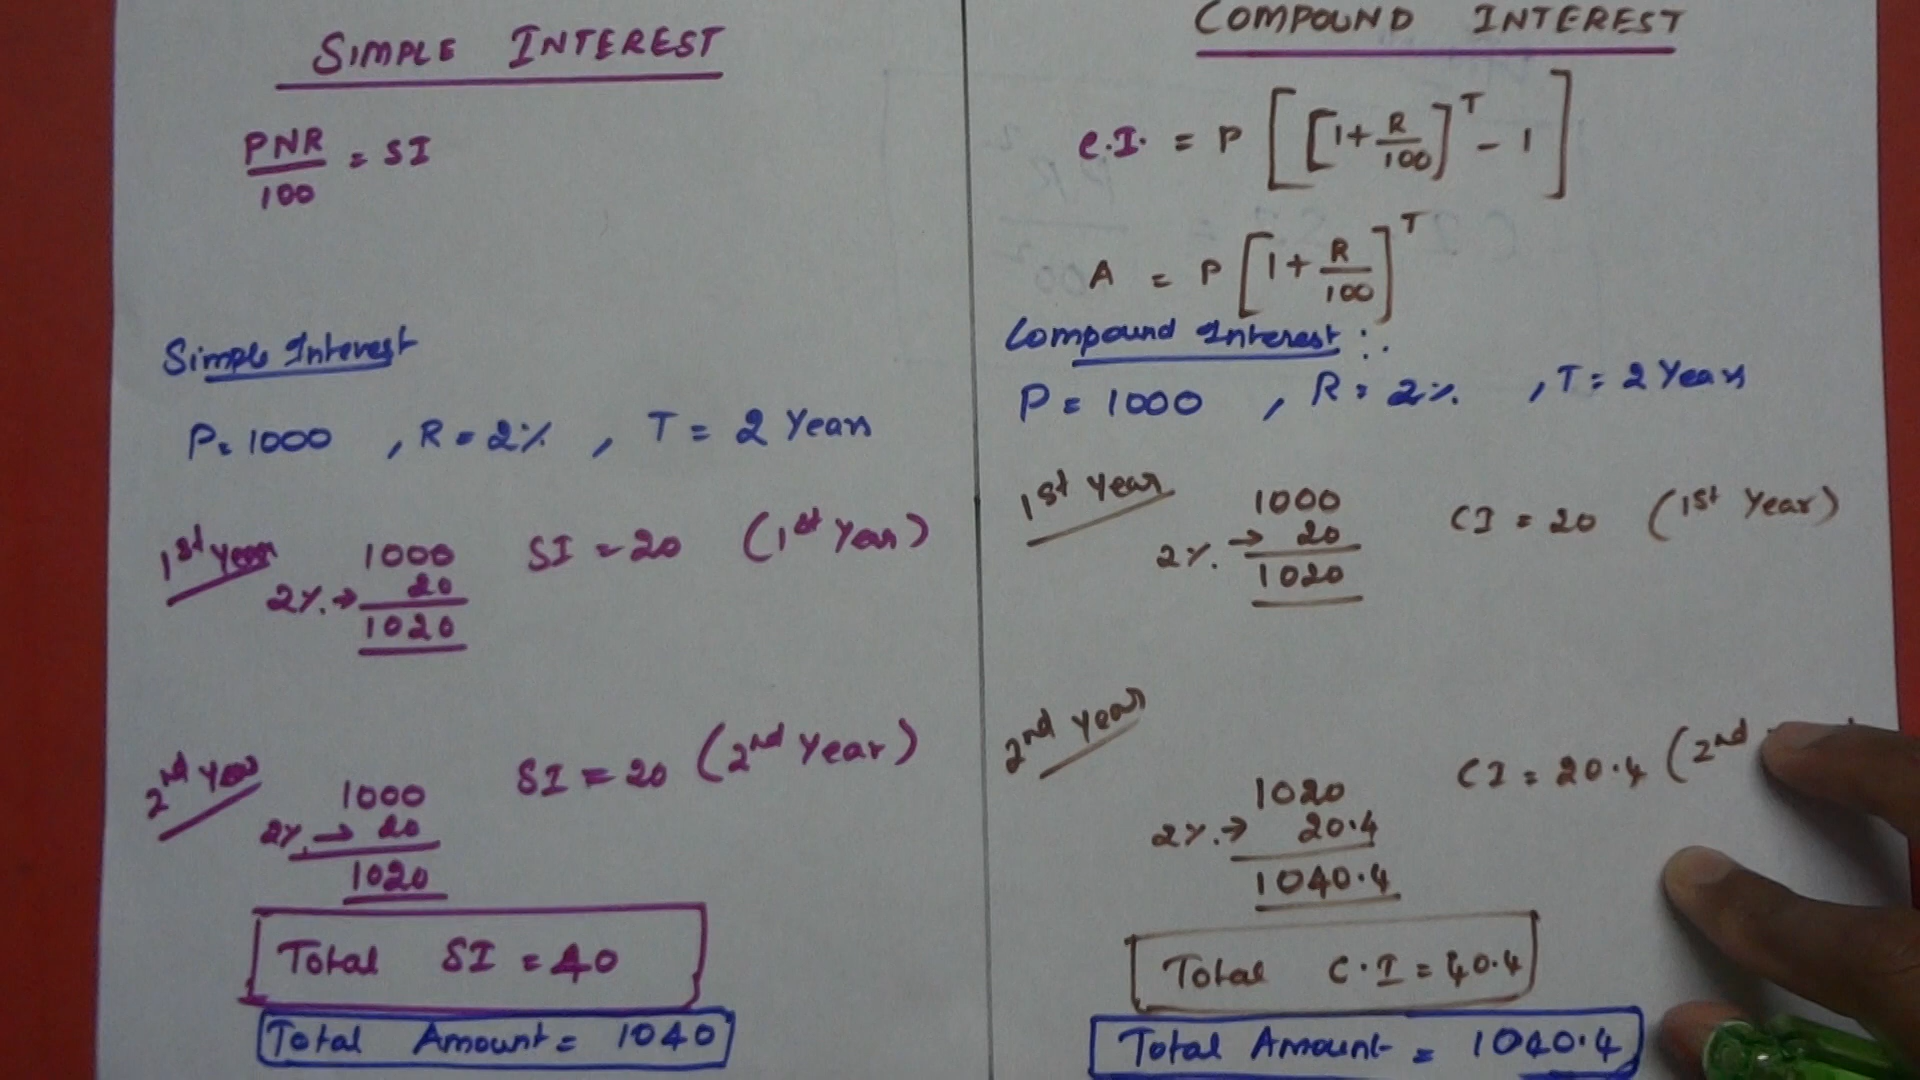 SIMPLE INTEREST
PNR/100 = SI
Simple Interest
P = 1000 , R = 2% , T = 2 Years
1st year
1000 SI = 20 (1st Year)
2% → 20
1020
2nd year
1000 SI = 20 (2nd Year)
2% → 20
1020
Total SI = 40
Total Amount = 1040
COMPOUND INTEREST
C.I. = P [[1+R/100]^T - 1]
A = P [1+R/100]^T
Compound Interest :.
P = 1000 , R = 2% , T = 2 Years
1st Year
1000 CI = 20 (1st Year)
2% → 20
1020
2nd year
1020 CI = 20.4 (2nd
2% → 20.4
1040.4
Total C.I = 40.4
Total Amount = 1040.4